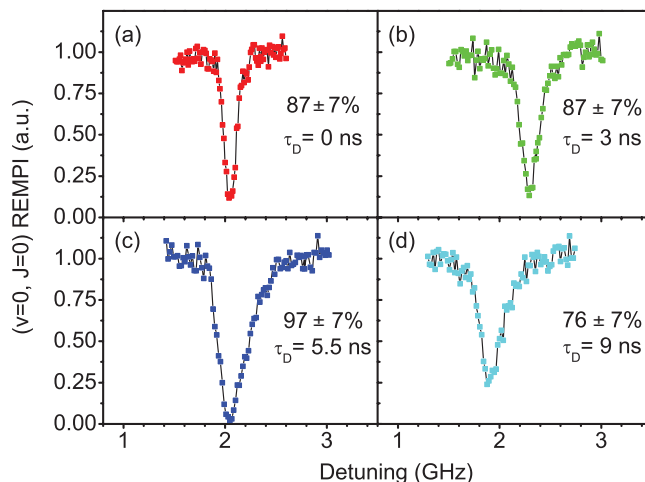 (v=0, J=0) REMPI (a.u.)
(a)
1.00
0.75
0.50
0.25
0.00
87±7%
τD= 0 ns
(b)
87 ± 7%
τD= 3 ns
(c)
1.00
0.75
0.50
0.25
0.00
97 ± 7%
τD= 5.5 ns
(d)
76 ± 7%
τD= 9 ns
1 2 3 1 2 3
Detuning (GHz)